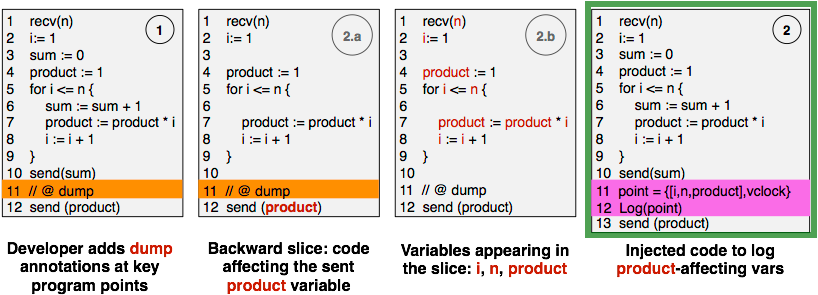 1 recv(n)
2 i:= 1
3 sum := 0
4 product := 1
5 for i <= n {
6 sum := sum + 1
7 product := product * i
8 i := i + 1
9 }
10 send(sum)
11 // @ dump
12 send (product)
1
Developer adds dump
annotations at key
program points
1 recv(n)
2 i:= 1
3
4 product := 1
5 for i <= n {
6
7 product := product * i
8 i := i + 1
9 }
10
11 // @ dump
12 send (product)
2.a
Backward slice: code
affecting the sent
product variable
1 recv(n)
2 i:= 1
3
4 product := 1
5 for i <= n {
6
7 product := product * i
8 i := i + 1
9 }
10
11 // @ dump
12 send (product)
2.b
Variables appearing in
the slice: i, n, product
1 recv(n)
2 i:= 1
3 sum := 0
4 product := 1
5 for i <= n {
6 sum := sum + 1
7 product := product * i
8 i := i + 1
9 }
10 send(sum)
11 point = {[i,n,product],vclock}
12 Log(point)
13 send (product)
2
Injected code to log
product-affecting vars